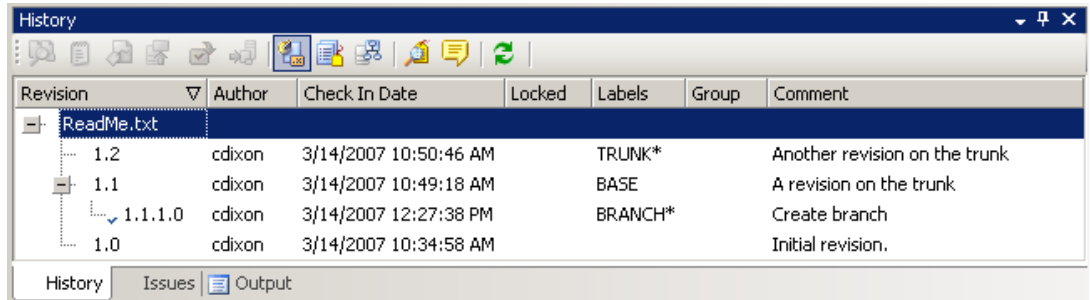 History
Revision Author Check In Date Locked Labels Group Comment
ReadMe.txt
1.2 cdixon 3/14/2007 10:50:46 AM TRUNK* Another revision on the trunk
1.1 cdixon 3/14/2007 10:49:18 AM BASE A revision on the trunk
1.1.1.0 cdixon 3/14/2007 12:27:38 PM BRANCH* Create branch
1.0 cdixon 3/14/2007 10:34:58 AM Initial revision.
History Issues Output